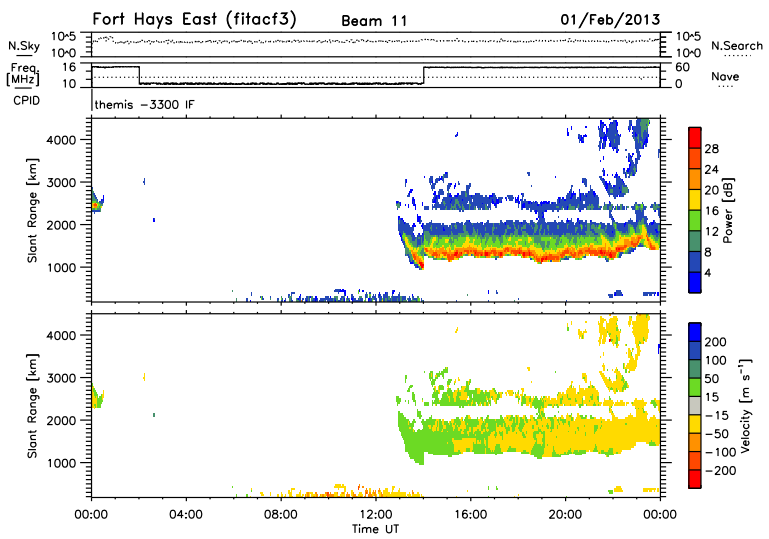 Fort Hays East (fitacf3) Beam 11 01/Feb/2013
N.Sky 10+5 10+0 10+5 10+0 N.Search
Freq. [MHz] 16 10 60 0 Nave
CPID themis -3300 IF
4000
3000
2000
1000
Slant Range [km]
28
24
20
16
12
8
4
Power [dB]
4000
3000
2000
1000
Slant Range [km]
200
100
50
15
-15
-50
-100
-200
Velocity [m s-1]
00:00 04:00 08:00 12:00 16:00 20:00 00:00
Time UT